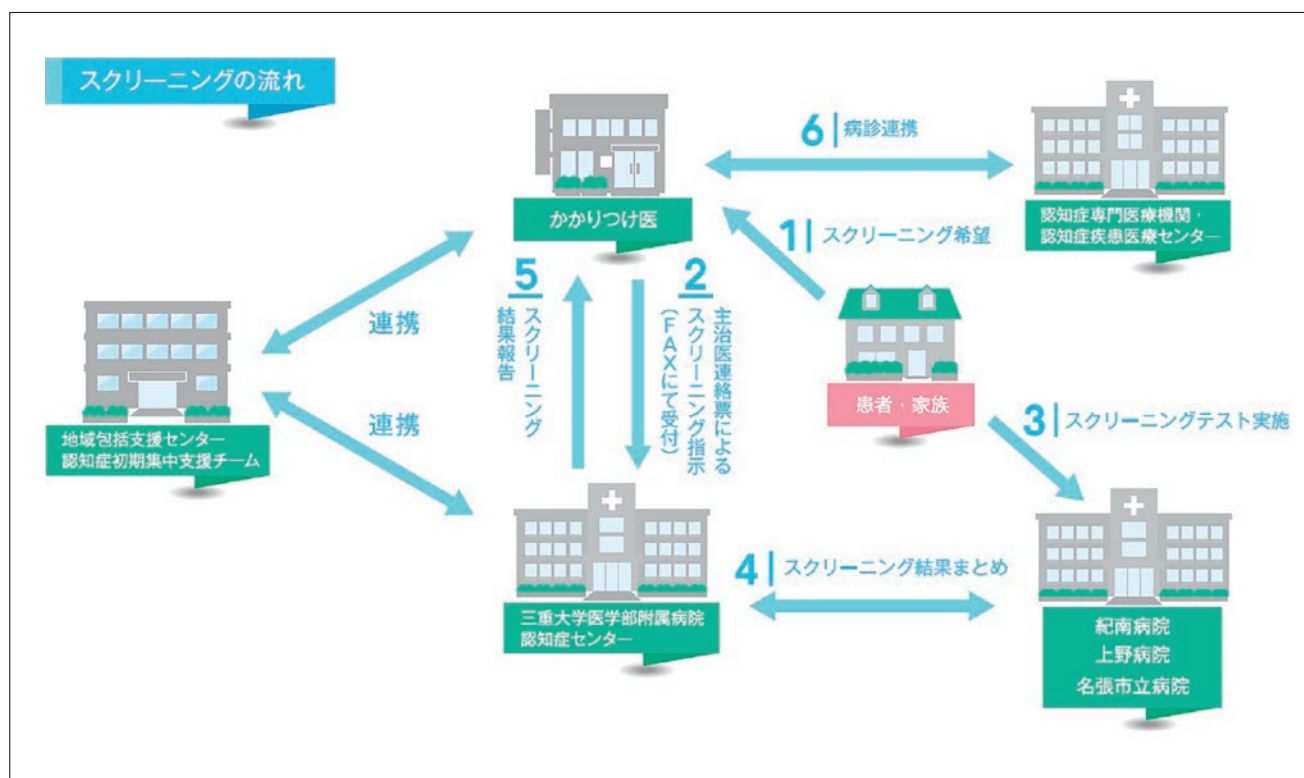 スクリーニングの流れ
かかりつけ医
6
病診連携
認知症専門医療機関・
認知症疾患医療センター
1
スクリーニング希望
患者・家族
2
主治医連絡票による
スクリーニング指示
(FAXにて受付)
5
スクリーニング
結果報告
連携
連携
地域包括支援センター
認知症初期集中支援チーム
3
スクリーニングテスト実施
三重大学医学部附属病院
認知症センター
4
スクリーニング結果まとめ
紀南病院
上野病院
名張市立病院